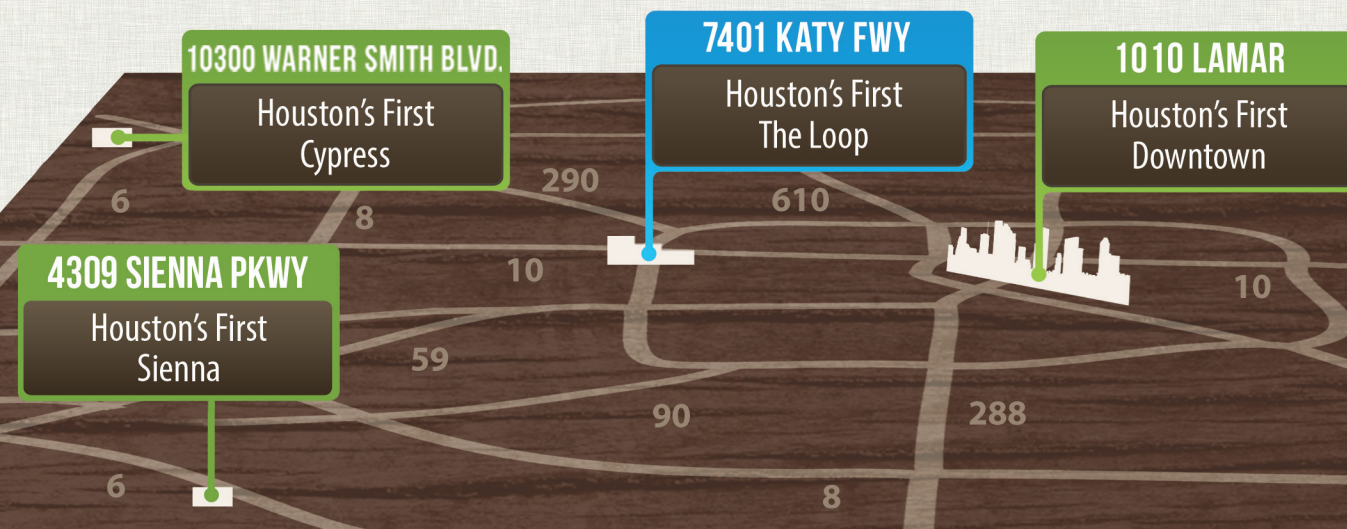 10300 WARNER SMITH BLVD.
Houston's First
Cypress
7401 KATY FWY
Houston's First
The Loop
1010 LAMAR
Houston's First
Downtown
6
8
290
610
4309 SIENNA PKWY
Houston's First
Sienna
10
10
59
90
288
6
8